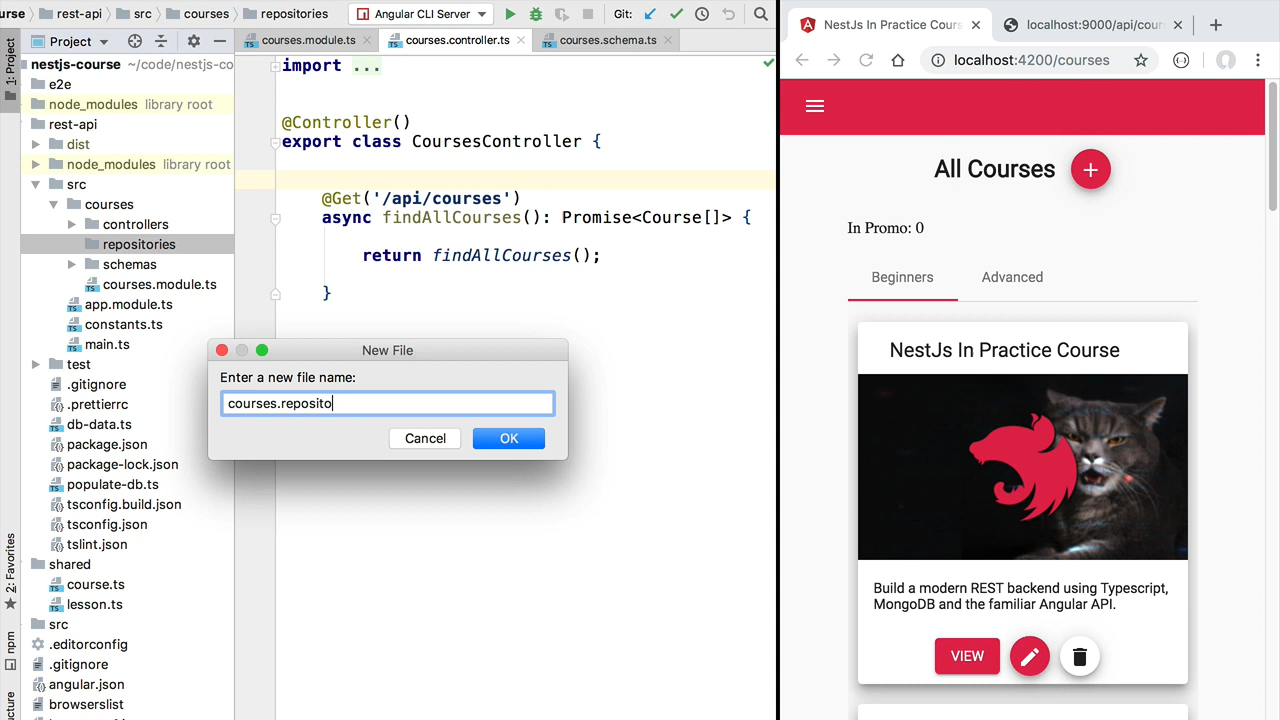 urse
rest-api
src
courses
repositories
Angular CLI Server
Git:
1: Project
2: Favorites
npm
Project
nestjs-course ~/code/nestjs-co
e2e
node_modules library root
rest-api
dist
node_modules library root
src
courses
controllers
repositories
schemas
courses.module.ts
app.module.ts
constants.ts
main.ts
test
.gitignore
.prettierrc
db-data.ts
package.json
package-lock.json
populate-db.ts
tsconfig.build.json
tsconfig.json
tslint.json
shared
course.ts
lesson.ts
src
.editorconfig
.gitignore
angular.json
browserslist
courses.module.ts
courses.controller.ts
courses.schema.ts
import ...
@Controller()
export class CoursesController {
@Get('/api/courses')
async findAllCourses(): Promise<Course[]> {
return findAllCourses();
}
New File
Enter a new file name:
courses.reposito
Cancel
OK
NestJs In Practice Cours
localhost:9000/api/cour
localhost:4200/courses
All Courses
In Promo: 0
Beginners
Advanced
NestJs In Practice Course
Build a modern REST backend using Typescript,
MongoDB and the familiar Angular API.
VIEW